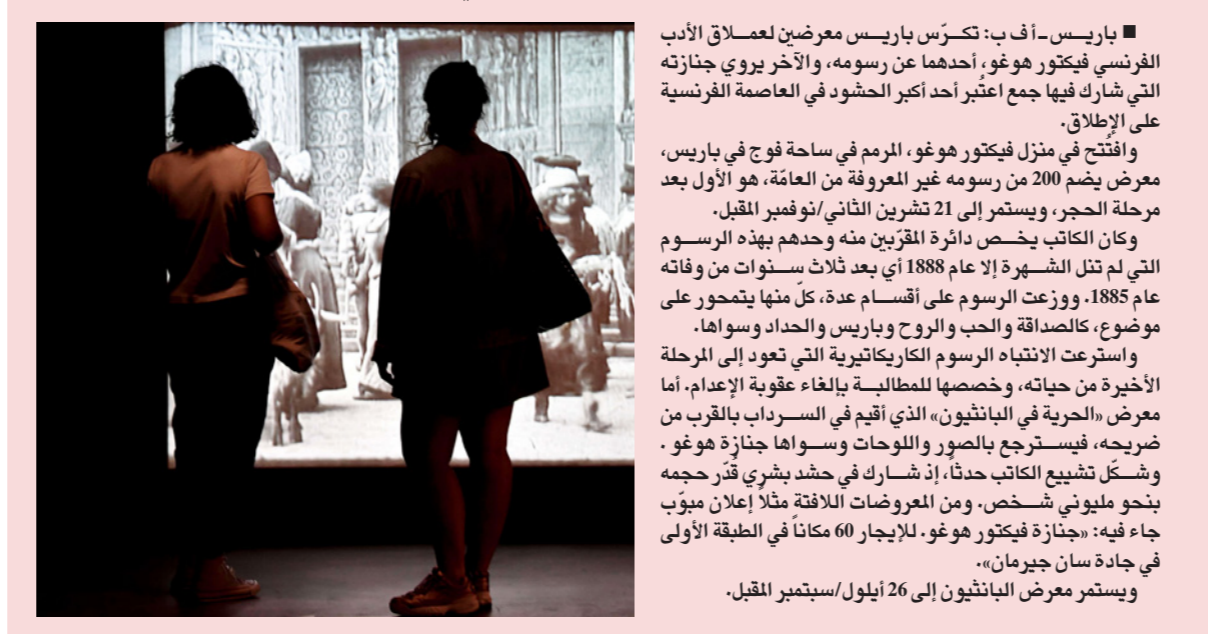 ■ باريس ـ أ ف ب: تكرّس باريس معرضين لعملاق الأدب
الفرنسي فيكتور هوغو، أحدهما عن رسومه، والآخر يروي جنازته
التي شارك فيها جمع اعتُبر أحد أكبر الحشود في العاصمة الفرنسية
على الإطلاق.
وافتُتح في منزل فيكتور هوغو، المرمم في ساحة فوج في باريس،
معرض يضم 200 من رسومه غير المعروفة من العامّة، هو الأول بعد
مرحلة الحجر، ويستمر إلى 21 تشرين الثاني/نوفمبر المقبل.
وكان الكاتب يخص دائرة المقرّبين منه وحدهم بهذه الرسوم
التي لم تنل الشهرة إلا عام 1888 أي بعد ثلاث سنوات من وفاته
عام 1885. ووزعت الرسوم على أقسام عدة، كلّ منها يتمحور على
موضوع، كالصداقة والحب والروح وباريس والحداد وسواها.
واسترعت الانتباه الرسوم الكاريكاتيرية التي تعود إلى المرحلة
الأخيرة من حياته، وخصصها للمطالبة بإلغاء عقوبة الإعدام. أما
معرض «الحرية في البانثيون» الذي أقيم في السرداب بالقرب من
ضريحه، فيسترجع بالصور واللوحات وسواها جنازة هوغو .
وشكّل تشييع الكاتب حدثاً، إذ شارك في حشد بشري قُدّر حجمه
بنحو مليوني شخص. ومن المعروضات اللافتة مثلاً إعلان مبوّب
جاء فيه: «جنازة فيكتور هوغو. للإيجار 60 مكاناً في الطبقة الأولى
في جادة سان جيرمان».
ويستمر معرض البانثيون إلى 26 أيلول/سبتمبر المقبل.